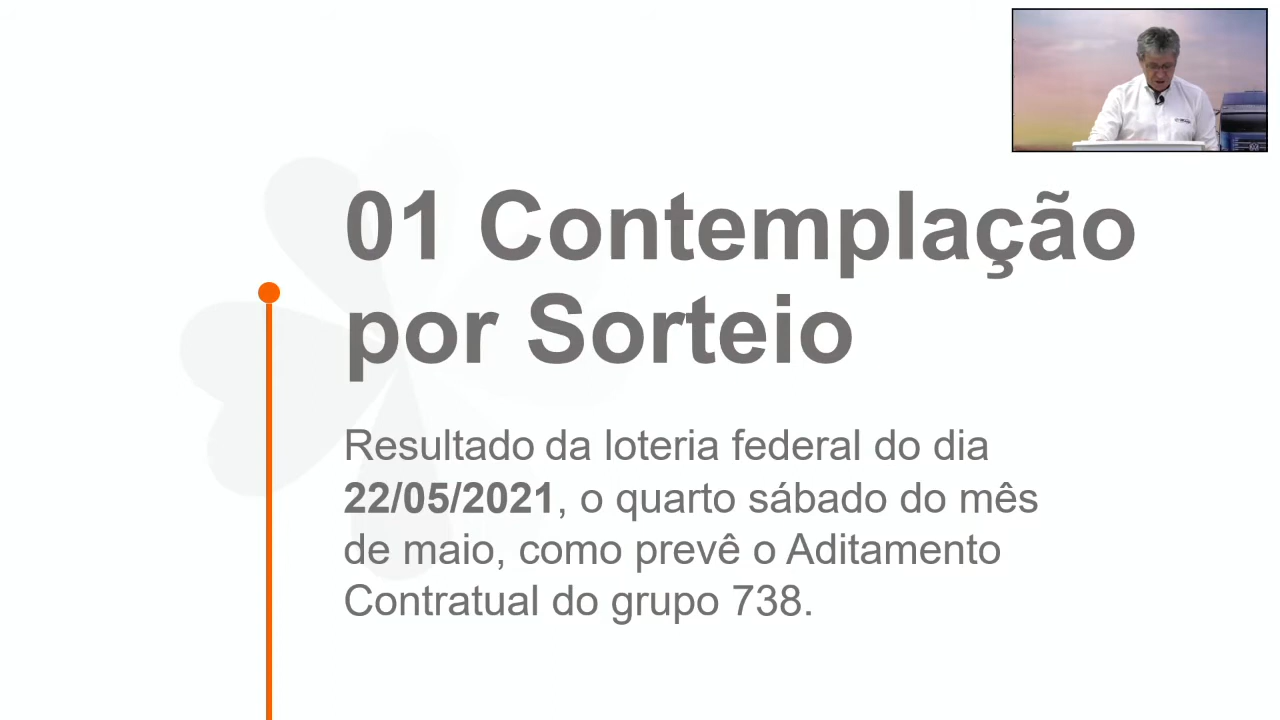 01 Contemplação
por Sorteio
Resultado da loteria federal do dia
22/05/2021, o quarto sábado do mês
de maio, como prevê o Aditamento
Contratual do grupo 738.